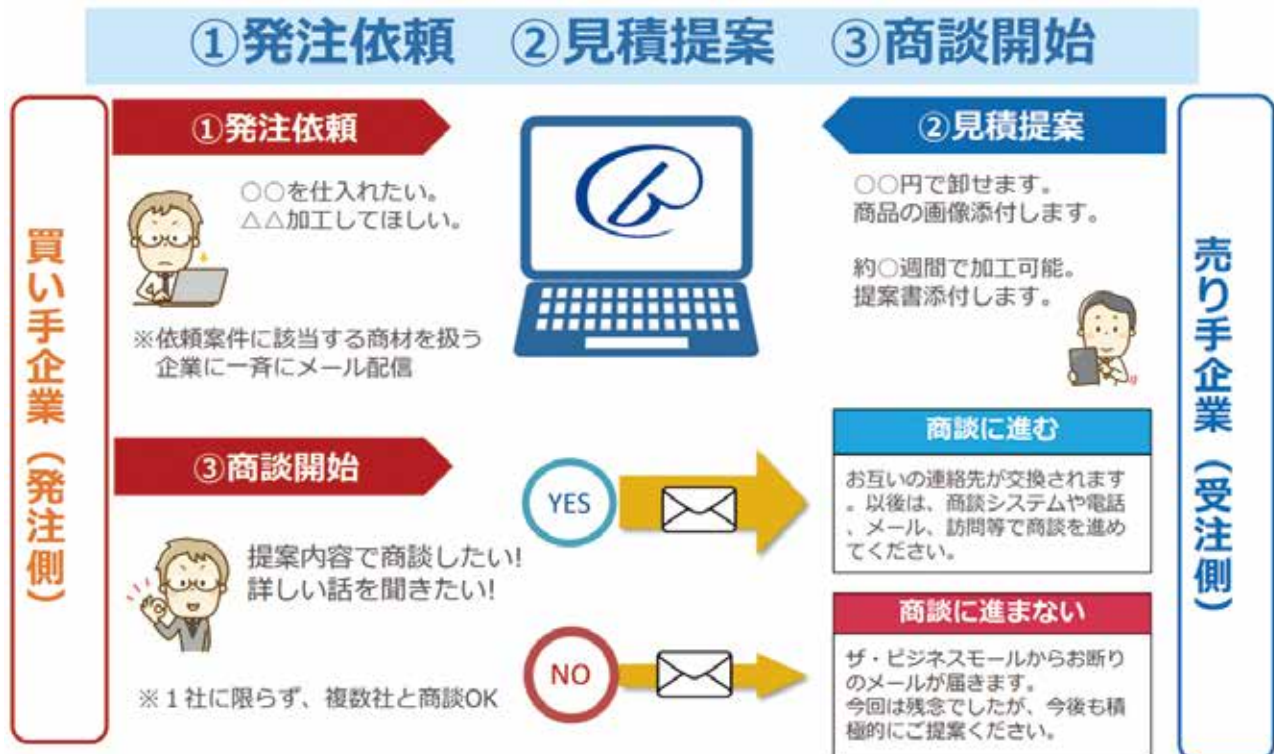 ①発注依頼 ②見積提案 ③商談開始
買い手企業（発注側）
①発注依頼
○○を仕入れたい。
△△加工してほしい。
※依頼案件に該当する商材を扱う
企業に一斉にメール配信
②見積提案
○○円で卸せます。
商品の画像添付します。
約○週間で加工可能。
提案書添付します。
売り手企業（受注側）
③商談開始
提案内容で商談したい!
詳しい話を聞きたい!
※１社に限らず、複数社と商談OK
YES
商談に進む
お互いの連絡先が交換されます
。以後は、商談システムや電話
、メール、訪問等で商談を進め
てください。
NO
商談に進まない
ザ・ビジネスモールからお断り
のメールが届きます。
今回は残念でしたが、今後も積
極的にご提案ください。